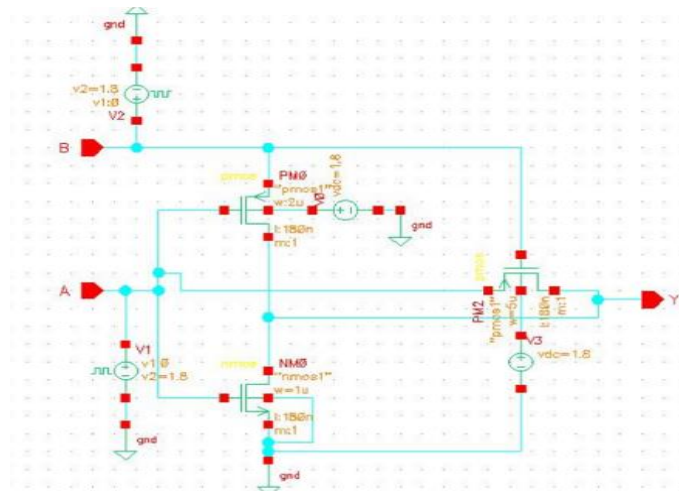 gnd
v2=1.8
v1:0
V2
B
pmos
PM0
"pmos1"
w:2u
l:180n
m:1
V0
vdc=1.8
gnd
A
pmos
PM2
"pmos1"
w=5u
l:180n
m:1
Y
V1
v1:0
v2=1.8
gnd
nmos
NM0
"nmos1"
w=1u
l:180n
m:1
V3
vdc=1.8
gnd